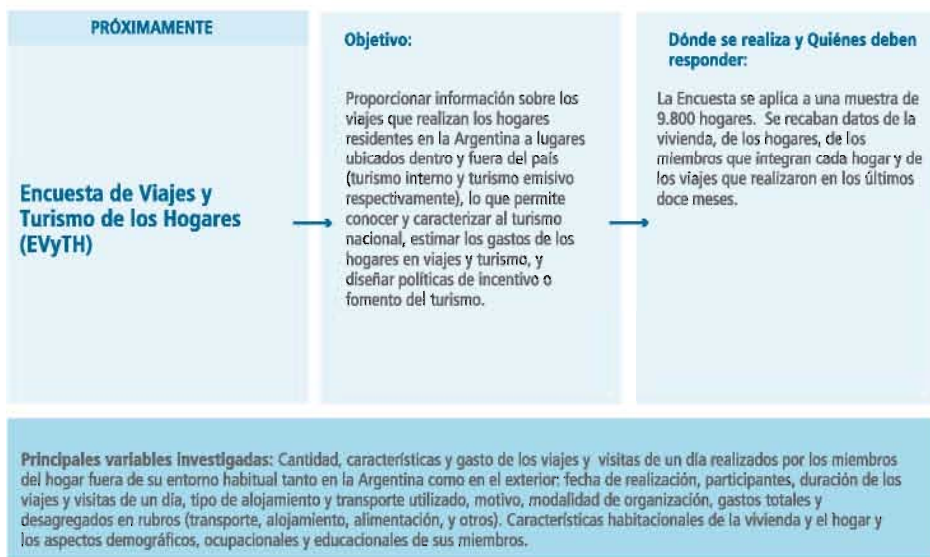 PRÓXIMAMENTE
Encuesta de Viajes y
Turismo de los Hogares
(EVyTH)
Objetivo:
Proporcionar información sobre los
viajes que realizan los hogares
residentes en la Argentina a lugares
ubicados dentro y fuera del país
(turismo interno y turismo emisivo
respectivamente), lo que permite
conocer y caracterizar al turismo
nacional, estimar los gastos de los
hogares en viajes y turismo, y
diseñar políticas de incentivo o
fomento del turismo.
Dónde se realiza y Quiénes deben
responder:
La Encuesta se aplica a una muestra de
9.800 hogares. Se recaban datos de la
vivienda, de los hogares, de los
miembros que integran cada hogar y de
los viajes que realizaron en los últimos
doce meses.
Principales variables investigadas: Cantidad, características y gasto de los viajes y visitas de un día realizados por los miembros
del hogar fuera de su entorno habitual tanto en la Argentina como en el exterior: fecha de realización, participantes, duración de los
viajes y visitas de un día, tipo de alojamiento y transporte utilizado, motivo, modalidad de organización, gastos totales y
desagregados en rubros (transporte, alojamiento, alimentación, y otros). Características habitacionales de la vivienda y el hogar y
los aspectos demográficos, ocupacionales y educacionales de sus miembros.